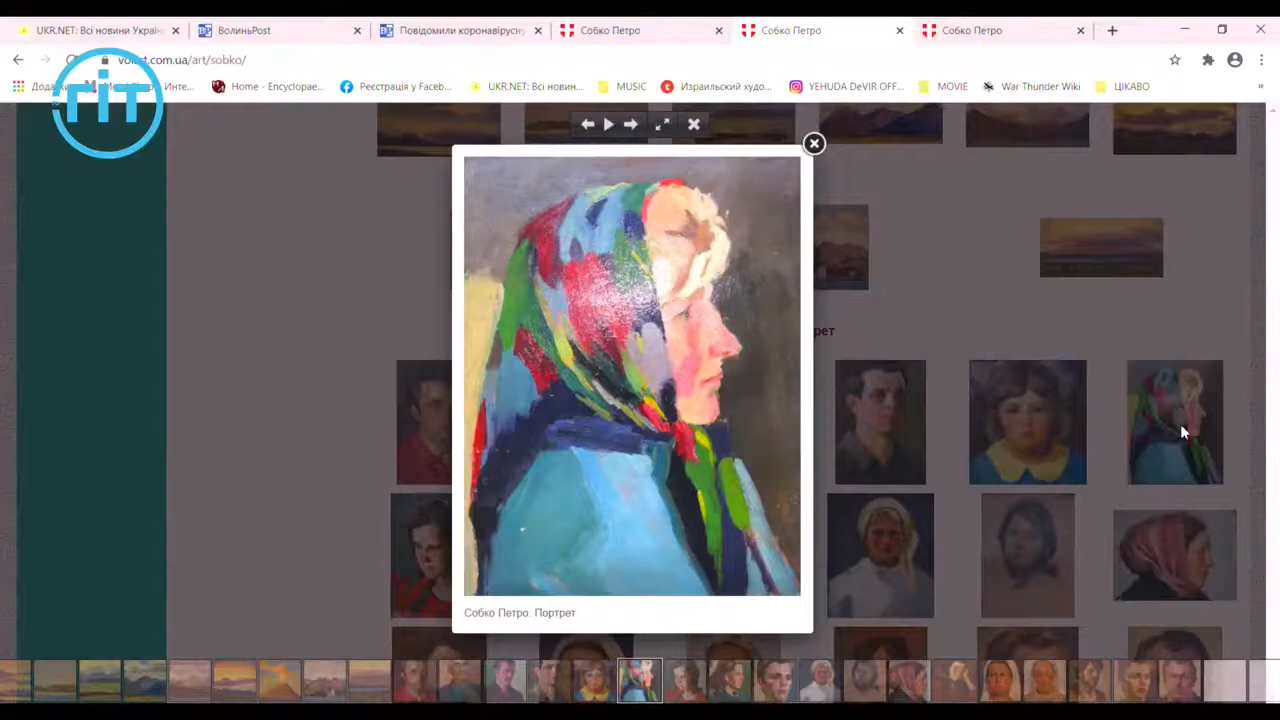 UKR.NET: Всі новини Україн
ВолиньPost
Повідомили коронавірусну
Собко Петро
Собко Петро
Собко Петро
.com.ua/art/sobko/
гіт
Home - Encyclopae...
Реєстрація у Faceb...
UKR.NET: Всі новин...
MUSIC
Израильский худо...
YEHUDA DeVIR OFF...
MOVIE
War Thunder Wiki
ЦІКАВО
»
рет
Собко Петро. Портрет